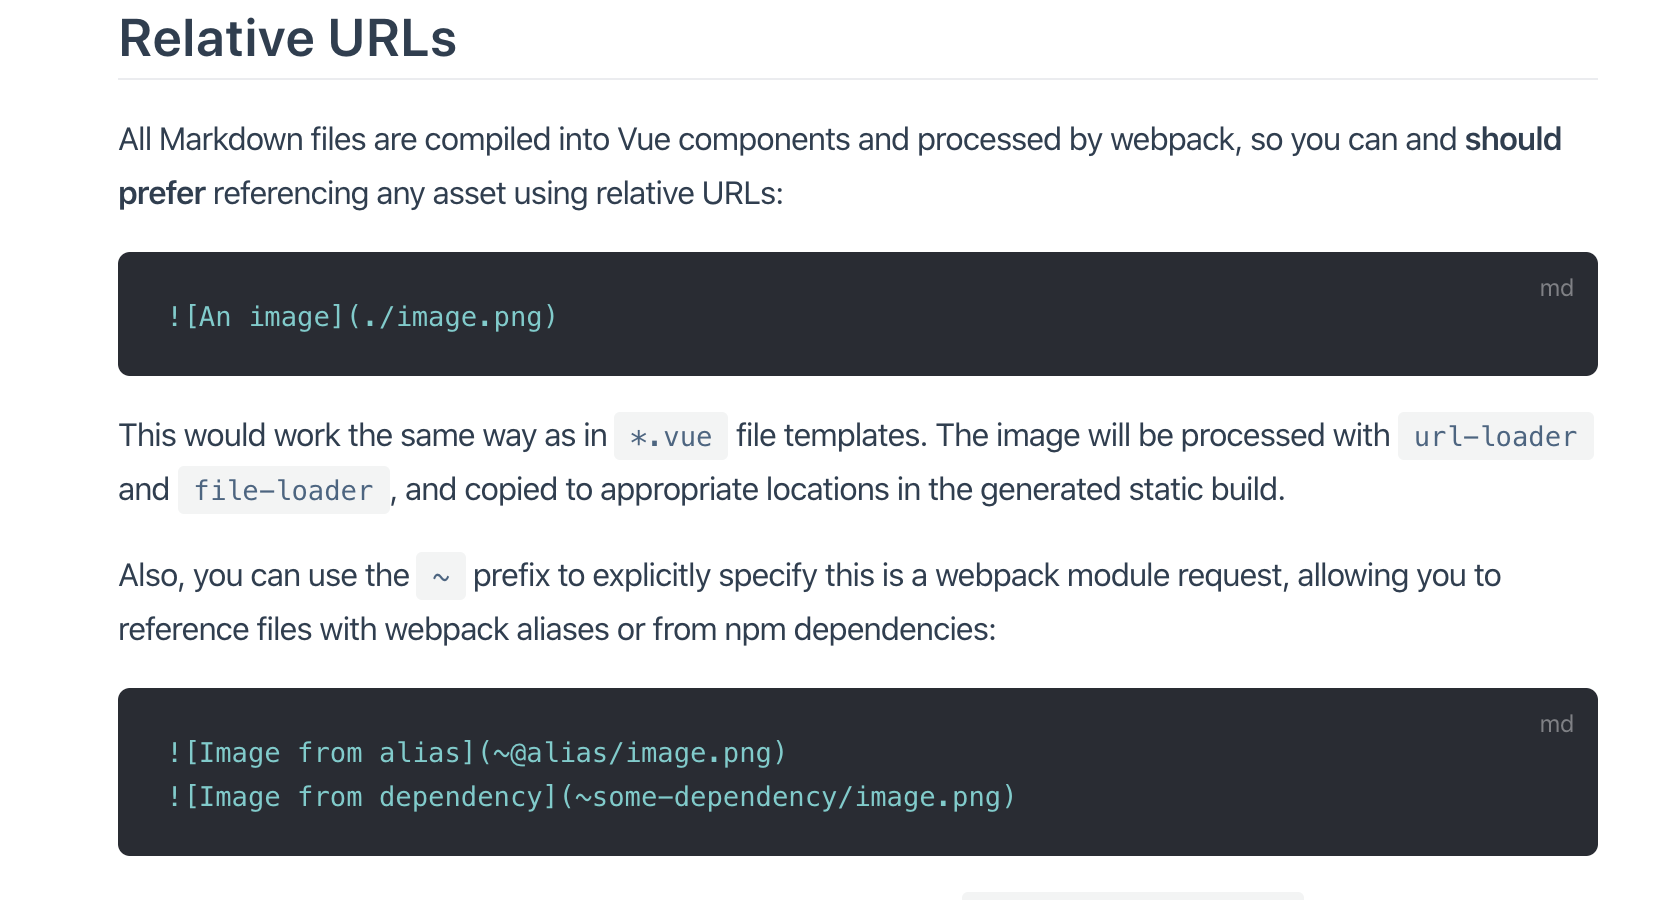 Relative URLs
All Markdown files are compiled into Vue components and processed by webpack, so you can and should
prefer referencing any asset using relative URLs:
md
![An image](./image.png)
This would work the same way as in *.vue file templates. The image will be processed with url-loader
and file-loader, and copied to appropriate locations in the generated static build.
Also, you can use the ~ prefix to explicitly specify this is a webpack module request, allowing you to
reference files with webpack aliases or from npm dependencies:
md
![Image from alias](~@alias/image.png)
![Image from dependency](~some-dependency/image.png)